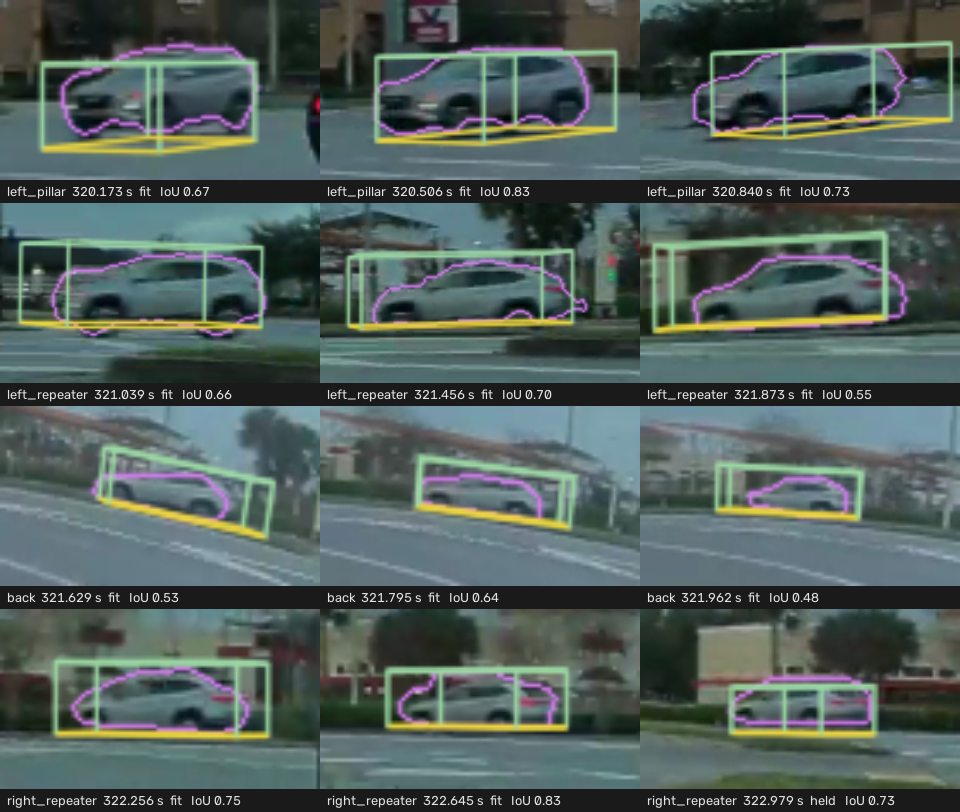 left_pillar 320.173 s fit IoU 0.67
left_pillar 320.506 s fit IoU 0.83
left_pillar 320.840 s fit IoU 0.73
left_repeater 321.039 s fit IoU 0.66
left_repeater 321.456 s fit IoU 0.70
left_repeater 321.873 s fit IoU 0.55
back 321.629 s fit IoU 0.53
back 321.795 s fit IoU 0.64
back 321.962 s fit IoU 0.48
right_repeater 322.256 s fit IoU 0.75
right_repeater 322.645 s fit IoU 0.83
right_repeater 322.979 s held IoU 0.73